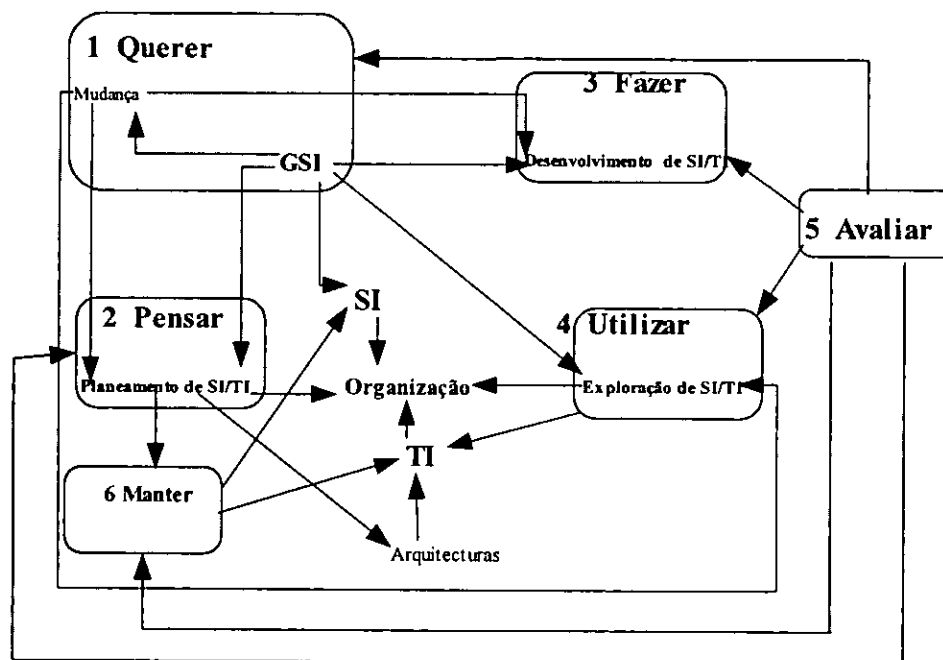 1 Querer
Mudança
GSI
3 Fazer
Desenvolvimento de SI/TI
5 Avaliar
SI
2 Pensar
Planeamento de SI/TI
Organização
4 Utilizar
Exploração de SI/TI
TI
6 Manter
Arquitecturas